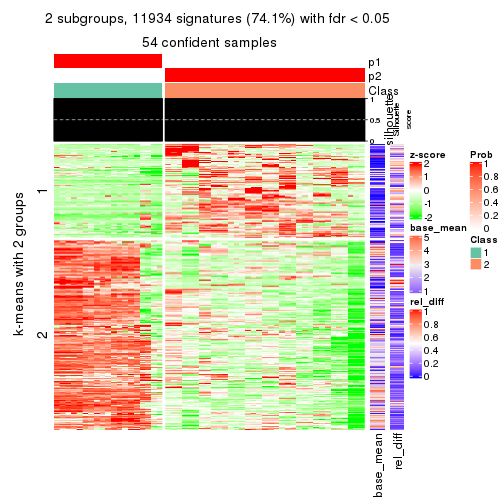 2 subgroups, 11934 signatures (74.1%) with fdr < 0.05
54 confident samples
p1
p2
Class
silhouette
Silhouette
score
1
0.5
0
k-means with 2 groups
1
2
base_mean
rel_diff
z-score
2
1
0
-1
-2
base_mean
5
4
3
2
1
rel_diff
1
0.8
0.6
0.4
0.2
0
Prob
1
0.8
0.6
0.4
0.2
0
Class
1
2